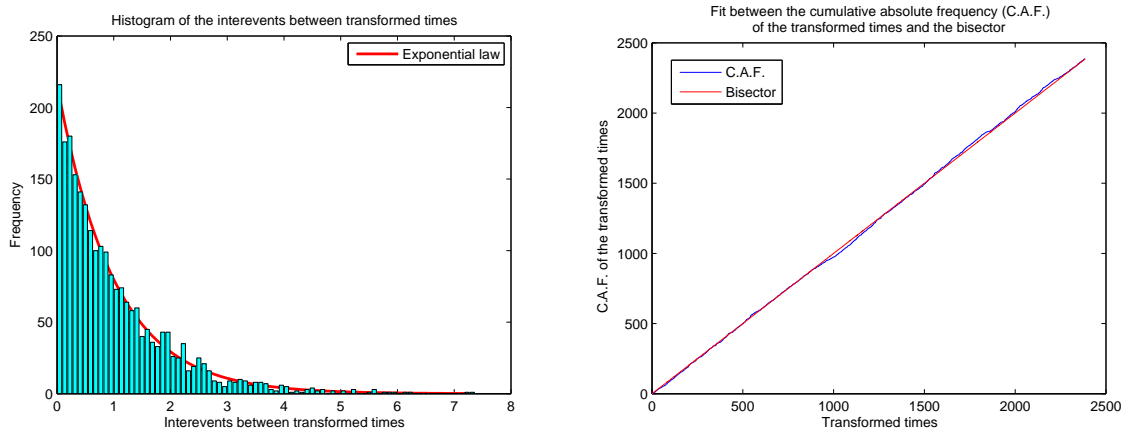 Histogram of the interevents between transformed times
250
200
150
100
50
0
Frequency
Exponential law
0 1 2 3 4 5 6 7 8
Interevents between transformed times
Fit between the cumulative absolute frequency (C.A.F.)
of the transformed times and the bisector
2500
2000
1500
1000
500
0
C.A.F. of the transformed times
C.A.F.
Bisector
0 500 1000 1500 2000 2500
Transformed times